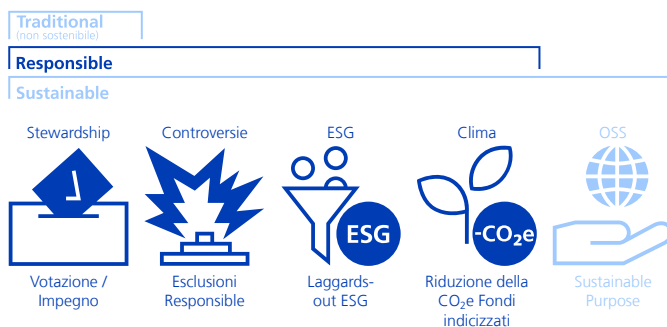 Traditional
(non sostenibile)
Responsible
Sustainable
Stewardship
Controversie
ESG
Clima
OSS
ESG
-CO₂e
Votazione /
Impegno
Esclusioni
Responsible
Laggards-
out ESG
Riduzione della
CO₂e Fondi
indicizzati
Sustainable
Purpose